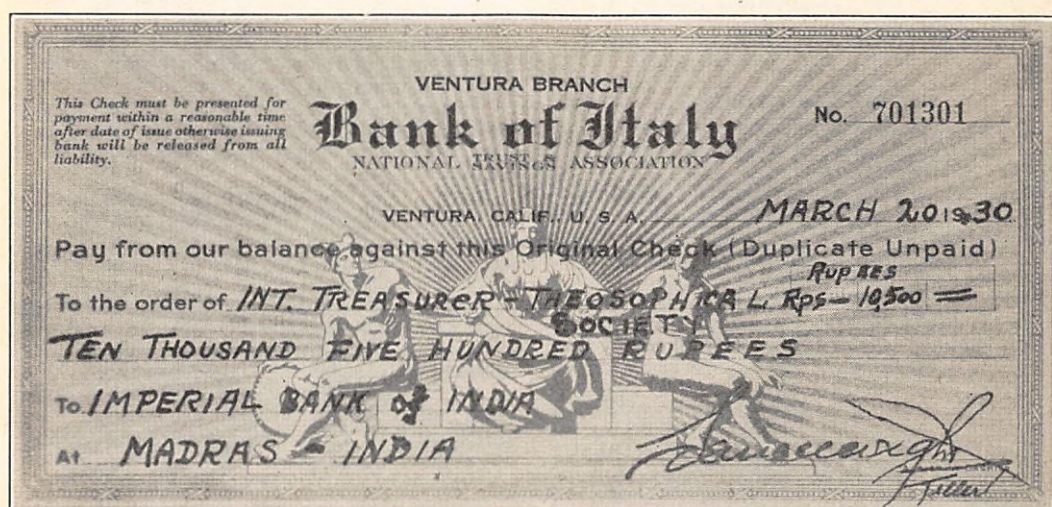 VENTURA BRANCH
This Check must be presented for
payment within a reasonable time
after date of issue otherwise issuing
bank will be released from all
liability.
Bank of Italy
No. 701301
NATIONAL TRUST & SAVINGS ASSOCIATION
VENTURA, CALIF., U. S. A. MARCH 20 1930
Pay from our balance against this Original Check (Duplicate Unpaid)
RUPEES
To the order of INT. TREASURER - THEOSOPHICAL Rps - 10,500 =
SOCIETY
TEN THOUSAND FIVE HUNDRED RUPEES
To IMPERIAL BANK of INDIA
At MADRAS - INDIA
Teller